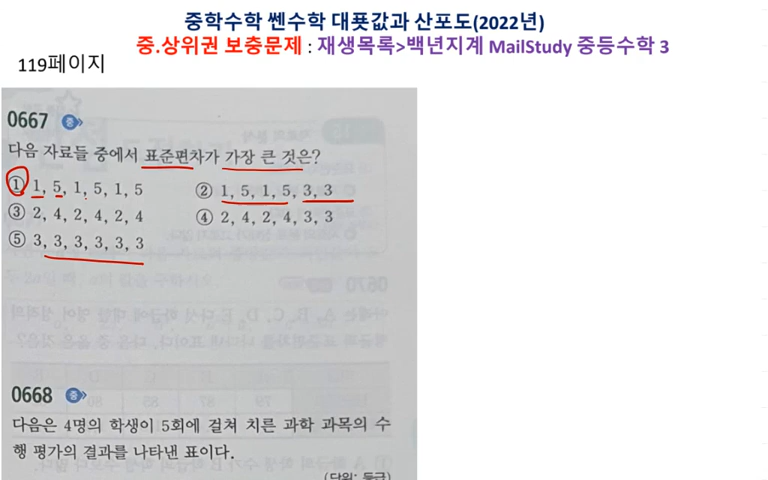 중학수학 쎈수학 대푯값과 산포도(2022년)
중.상위권 보충문제 : 재생목록>백년지계 MailStudy 중등수학 3
119페이지
0667 중
다음 자료들 중에서 표준편차가 가장 큰 것은?
① 1, 5, 1, 5, 1, 5 ② 1, 5, 1, 5, 3, 3
③ 2, 4, 2, 4, 2, 4 ④ 2, 4, 2, 4, 3, 3
⑤ 3, 3, 3, 3, 3, 3
0668 중
다음은 4명의 학생이 5회에 걸쳐 치른 과학 과목의 수
행 평가의 결과를 나타낸 표이다.
(단위: 등급)